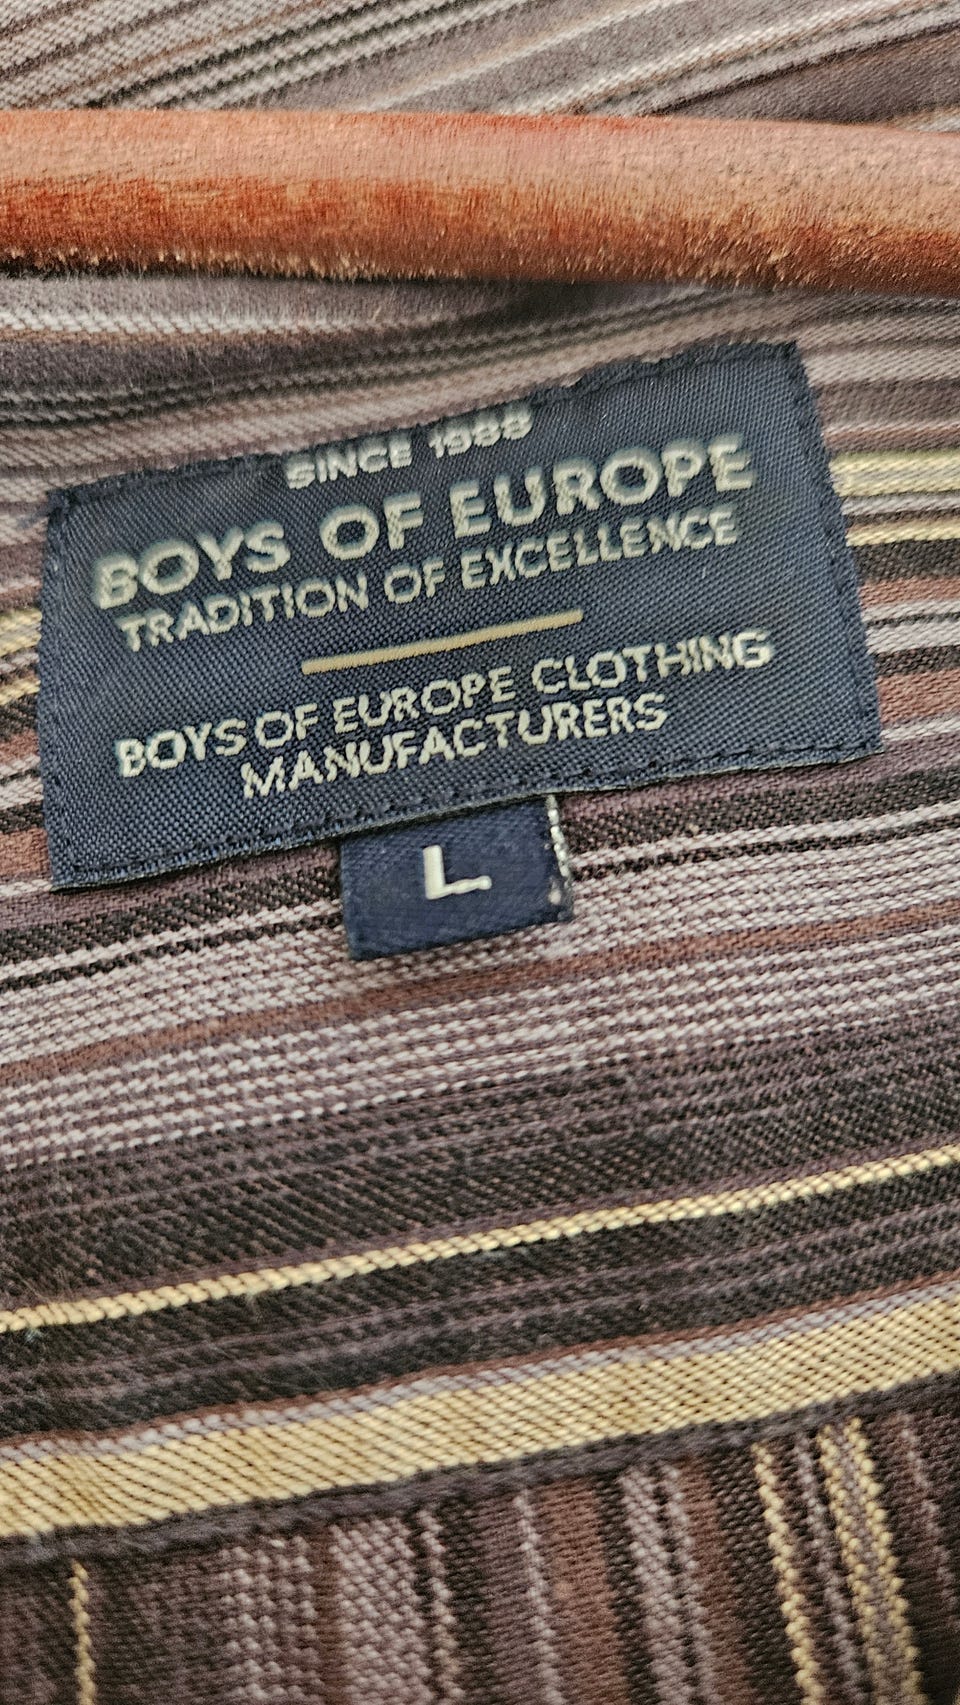 SINCE 1988
BOYS OF EUROPE
TRADITION OF EXCELLENCE
BOYS OF EUROPE CLOTHING
MANUFACTURERS
L